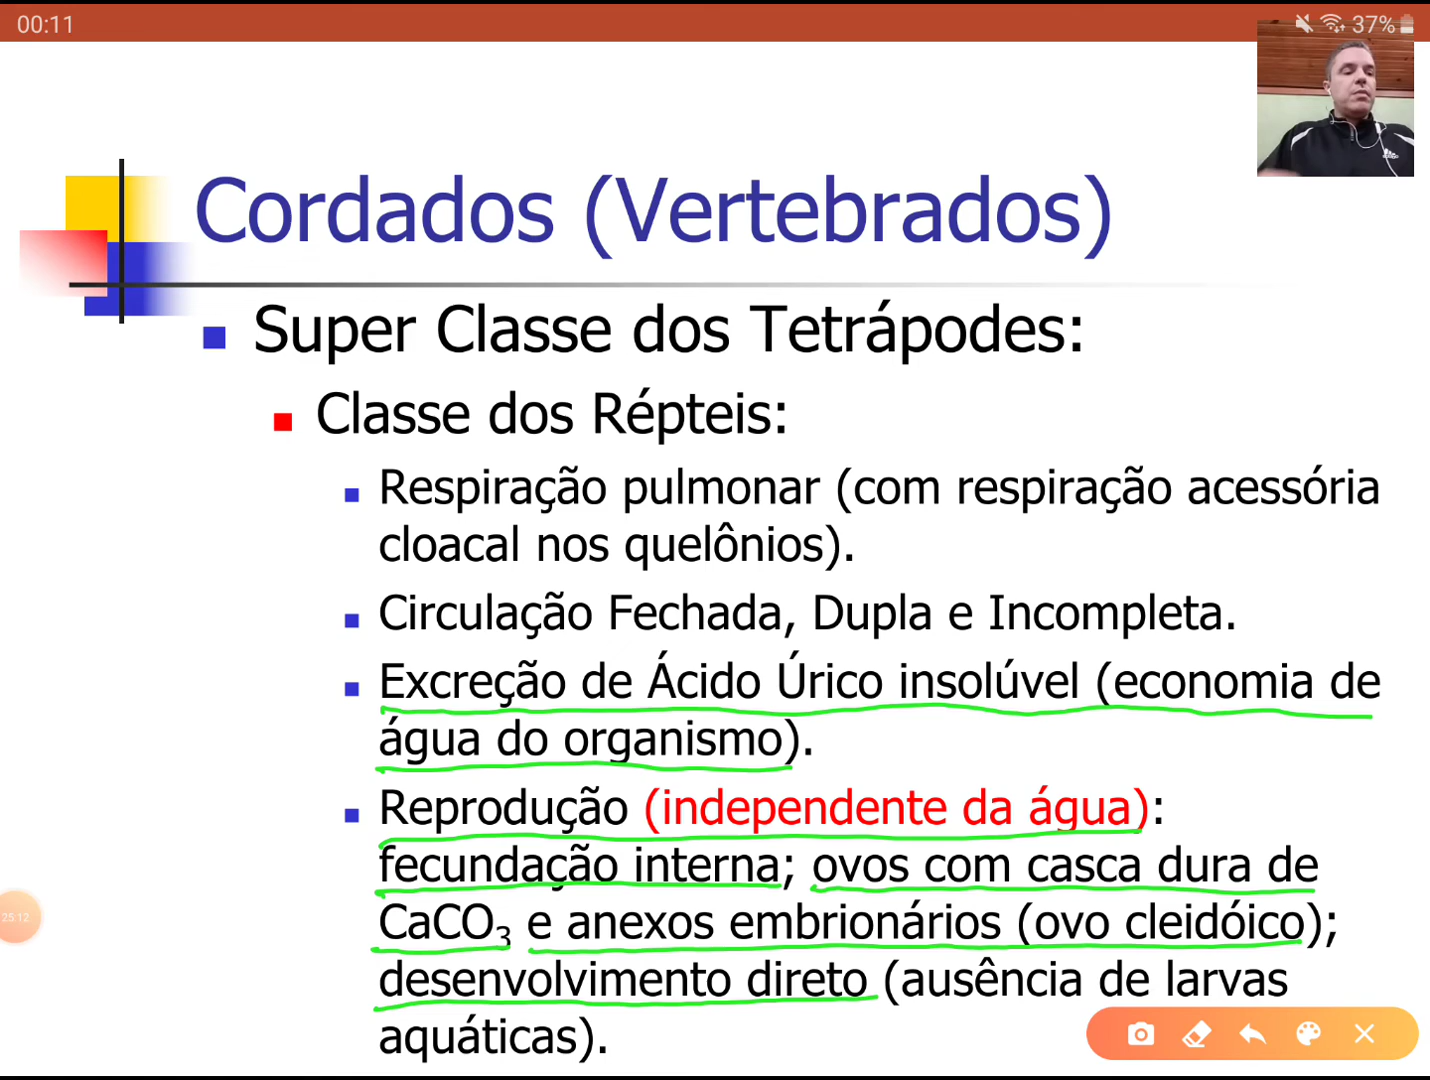 00:11
37%
Cordados (Vertebrados)
Super Classe dos Tetrápodes:
Classe dos Répteis:
Respiração pulmonar (com respiração acessória
cloacal nos quelônios).
Circulação Fechada, Dupla e Incompleta.
Excreção de Ácido Úrico insolúvel (economia de
água do organismo).
Reprodução (independente da água):
fecundação interna; ovos com casca dura de
CaCO₃ e anexos embrionários (ovo cleidóico);
desenvolvimento direto (ausência de larvas
aquáticas).
25:12